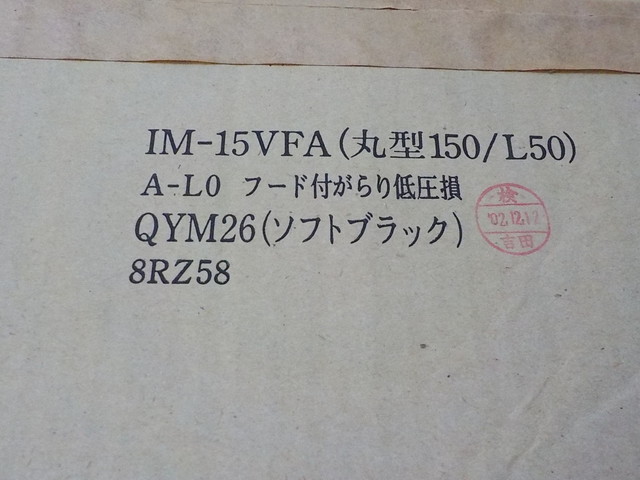 IM-15VFA(丸型150/L50)
A-L0 フード付がらり低圧損
QYM26(ソフトブラック)
8RZ58
検
'02.12.12
吉田